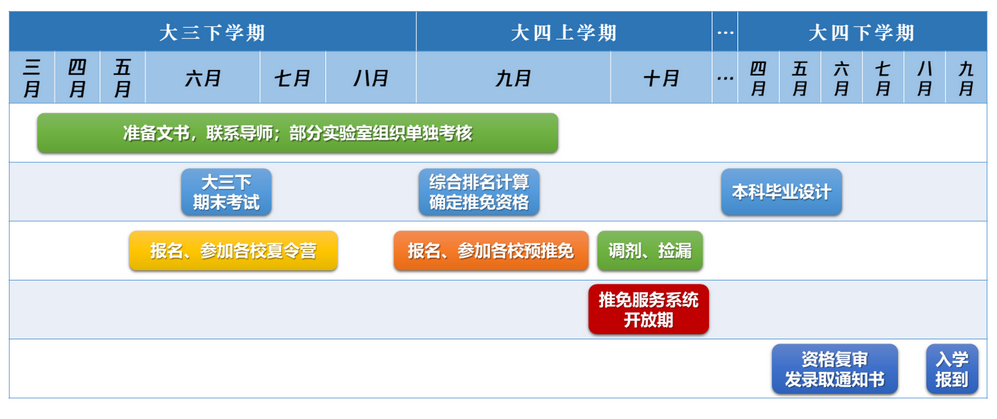 大三下学期
大四上学期
…
大四下学期
三月
四月
五月
六月
七月
八月
九月
十月
…
四月
五月
六月
七月
八月
九月
准备文书，联系导师；部分实验室组织单独考核
大三下
期末考试
综合排名计算
确定推免资格
本科毕业设计
报名、参加各校夏令营
报名、参加各校预推免
调剂、捡漏
推免服务系统
开放期
资格复审
发录取通知书
入学
报到